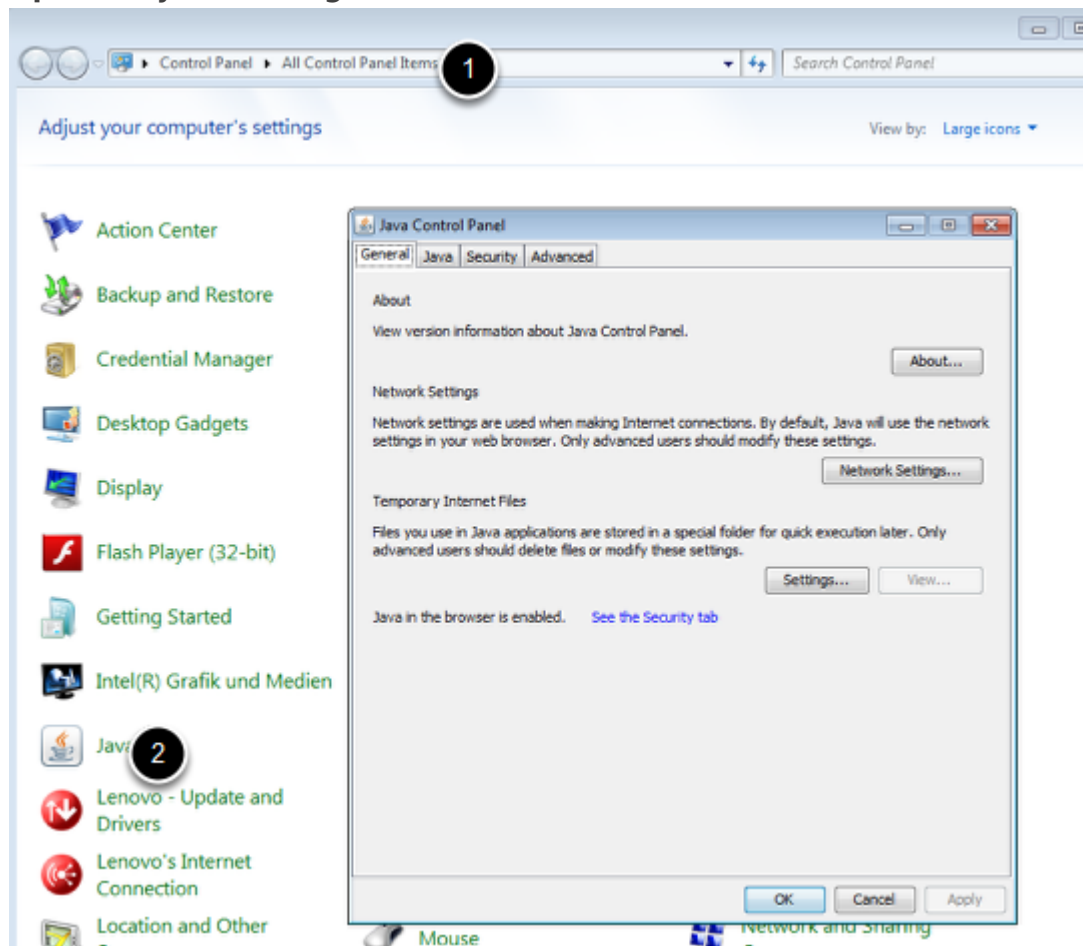 Control Panel ▸ All Control Panel Items
1
Search Control Panel
Adjust your computer's settings
View by: Large icons
Action Center
Backup and Restore
Credential Manager
Desktop Gadgets
Display
Flash Player (32-bit)
Getting Started
Intel(R) Grafik und Medien
Java
2
Lenovo - Update and
Drivers
Lenovo's Internet
Connection
Location and Other
Java Control Panel
General Java Security Advanced
About
View version information about Java Control Panel.
About...
Network Settings
Network settings are used when making Internet connections. By default, Java will use the network
settings in your web browser. Only advanced users should modify these settings.
Network Settings...
Temporary Internet Files
Files you use in Java applications are stored in a special folder for quick execution later. Only
advanced users should delete files or modify these settings.
Settings... View...
Java in the browser is enabled. See the Security tab
OK Cancel Apply
Mouse
Network and Sharing